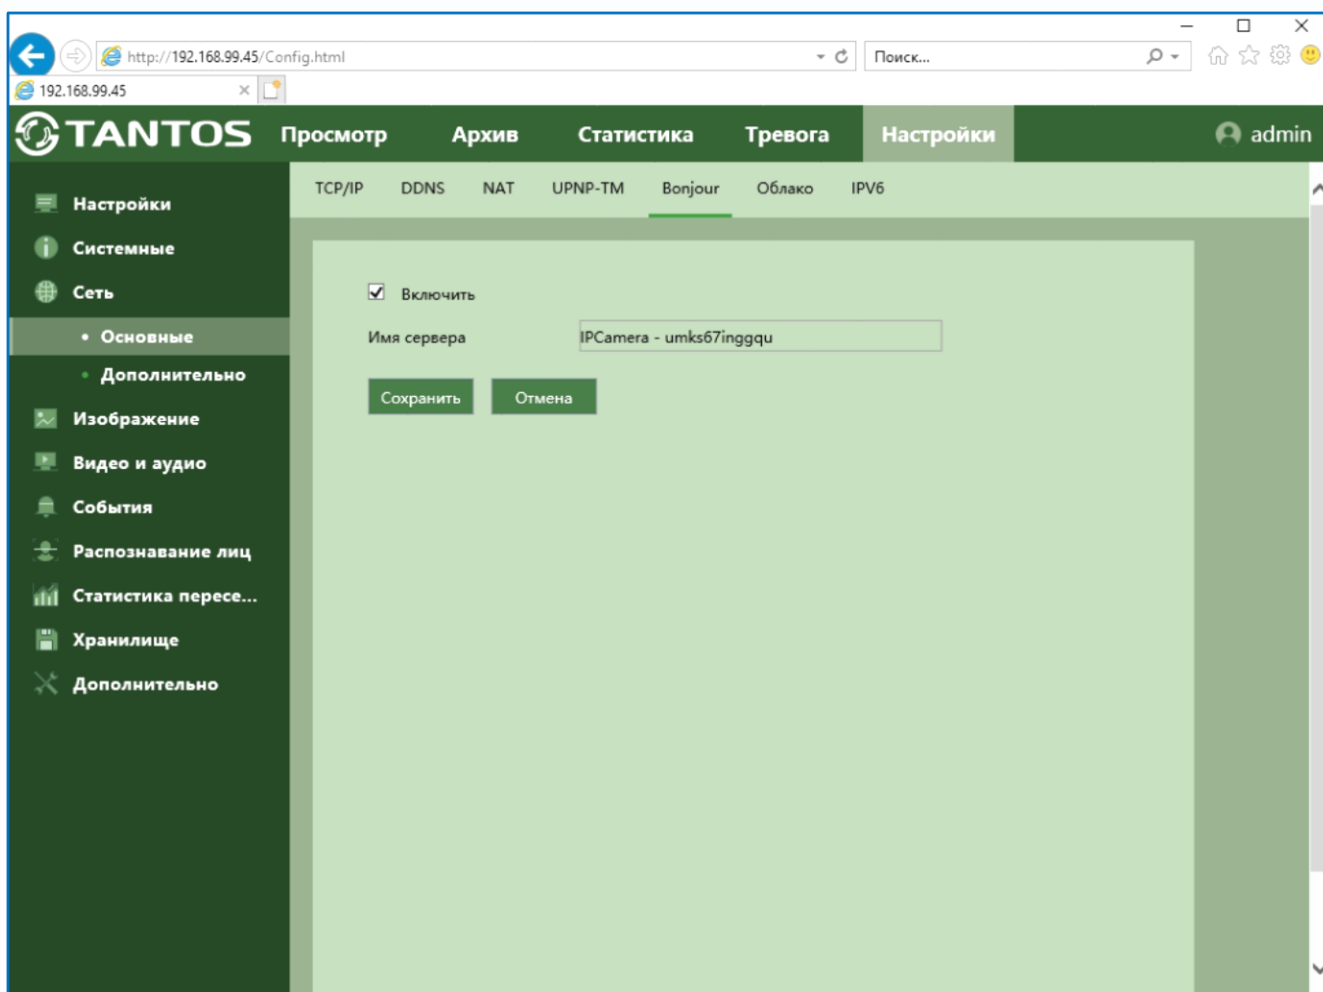 http://192.168.99.45/Config.html
Поиск...
192.168.99.45
TANTOS Просмотр Архив Статистика Тревога Настройки admin
TCP/IP DDNS NAT UPNP-TM Bonjour Облако IPV6
Настройки
Системные
Сеть
Основные
Дополнительно
Изображение
Видео и аудио
События
Распознавание лиц
Статистика пересе...
Хранилище
Дополнительно
Включить
Имя сервера IPCamera - umks67inggqu
Сохранить Отмена